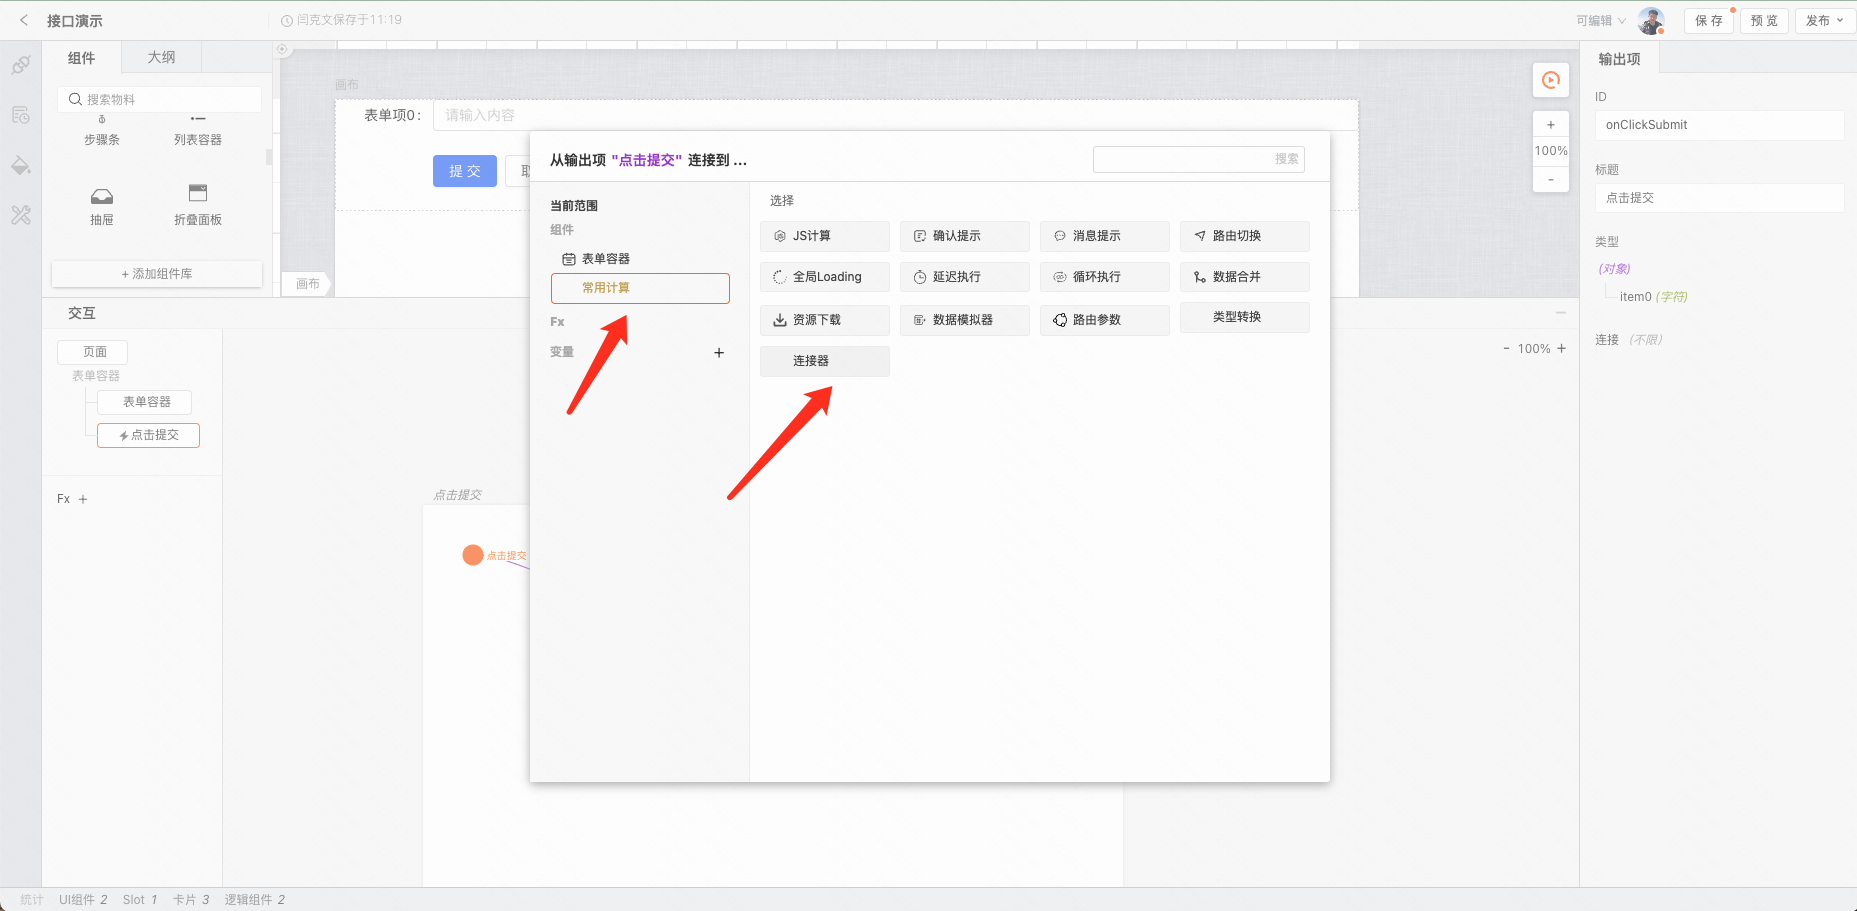 接口演示
闫克文保存于11:19
可编辑
保 存
预 览
发布
组件
大纲
搜索物料
步骤条
列表容器
抽屉
折叠面板
+ 添加组件库
画布
表单项0:
请输入内容
提 交
画布
+
100%
-
输出项
ID
onClickSubmit
标题
点击提交
类型
(对象)
item0 (字符)
连接 (不限)
从输出项 "点击提交" 连接到 ...
搜索
当前范围
组件
表单容器
常用计算
Fx
变量 +
选择
JS计算
确认提示
消息提示
路由切换
全局Loading
延迟执行
循环执行
数据合并
资源下载
数据模拟器
路由参数
类型转换
连接器
交互
- 100% +
页面
表单容器
表单容器
点击提交
Fx +
点击提交
点击提交
统计 UI组件 2 Slot 1 卡片 3 逻辑组件 2